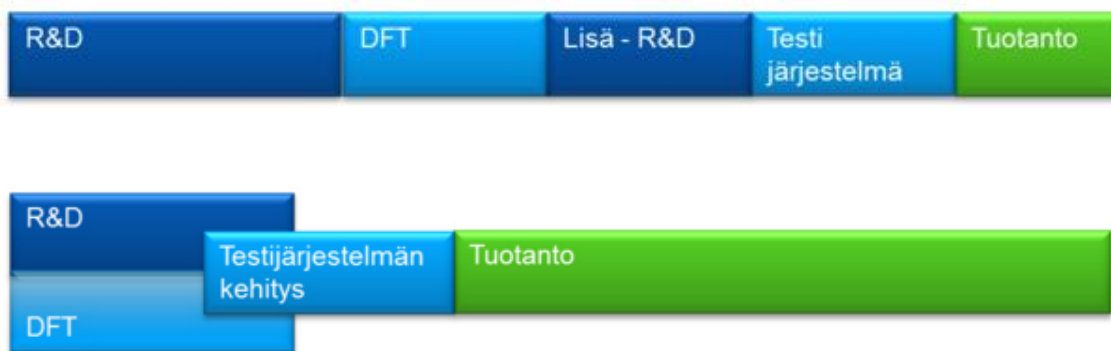 R&D
DFT
Lisä - R&D
Testi
järjestelmä
Tuotanto
R&D
Testijärjestelmän
kehitys
Tuotanto
DFT